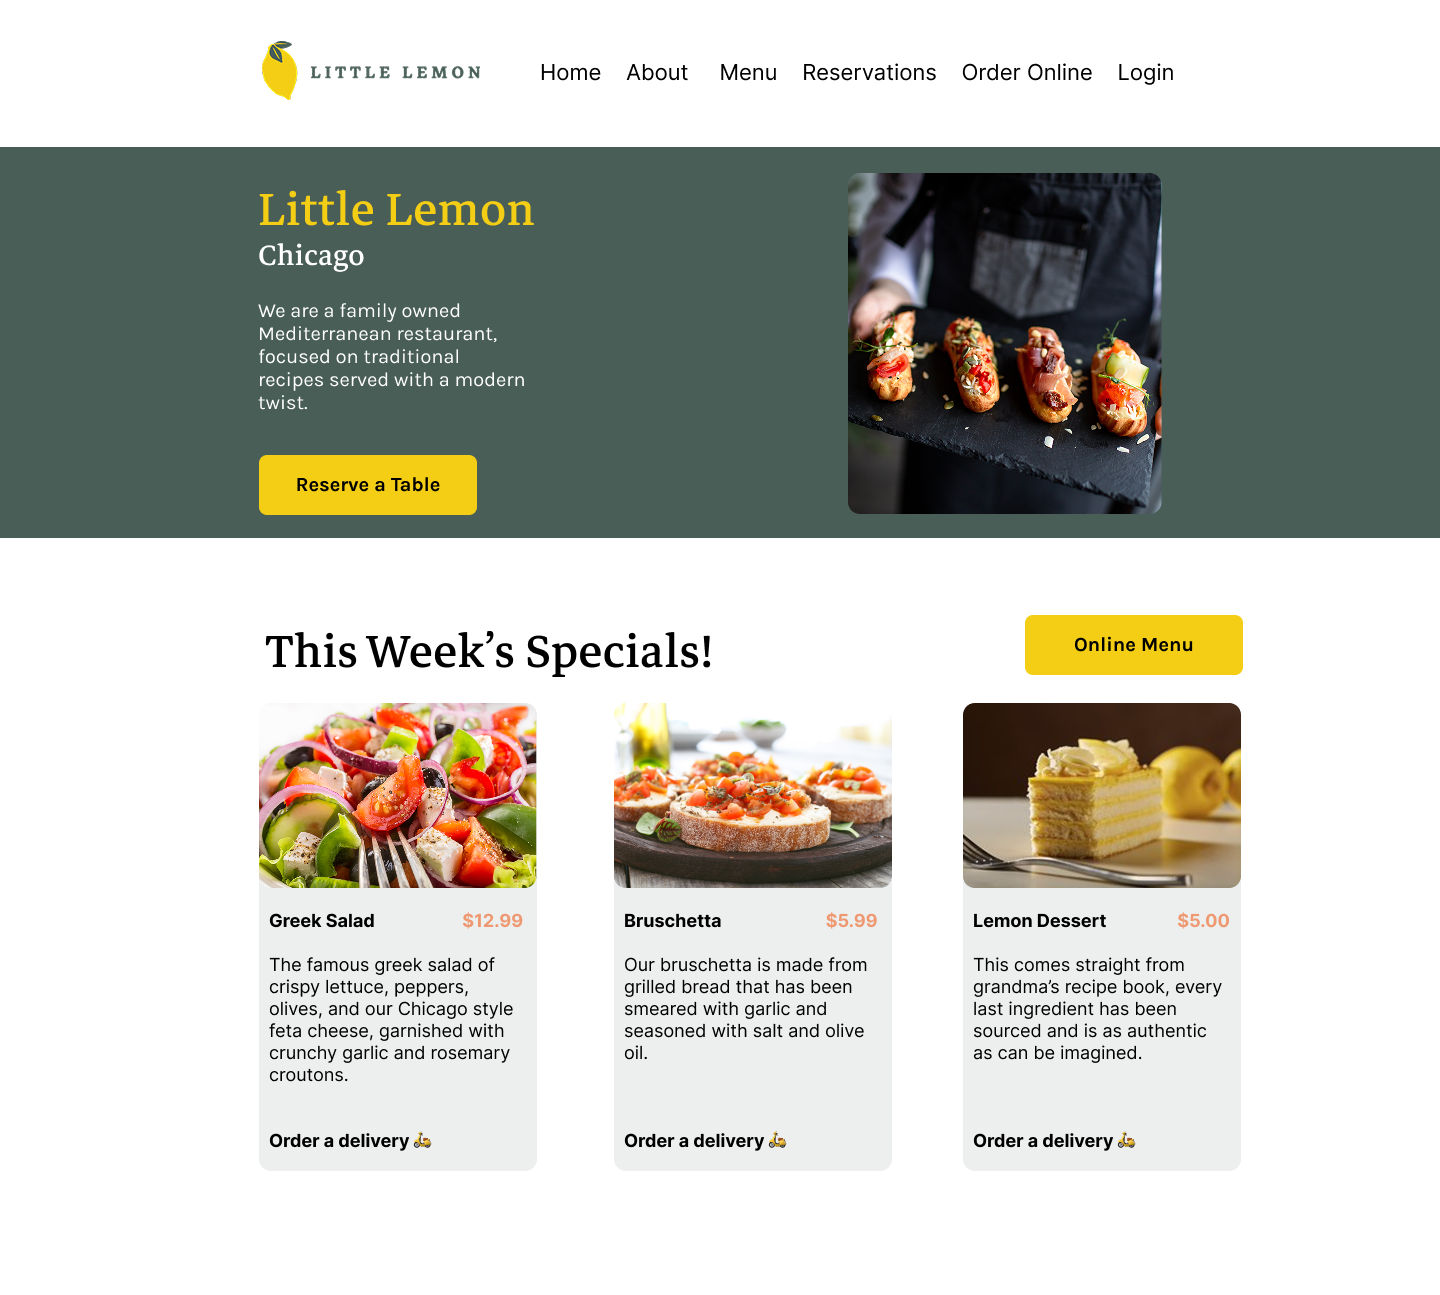 LITTLE LEMON
Home About Menu Reservations Order Online Login
Little Lemon
Chicago
We are a family owned
Mediterranean restaurant,
focused on traditional
recipes served with a modern
twist.
Reserve a Table
This Week’s Specials!
Online Menu
Greek Salad $12.99
The famous greek salad of
crispy lettuce, peppers,
olives, and our Chicago style
feta cheese, garnished with
crunchy garlic and rosemary
croutons.
Order a delivery
Bruschetta $5.99
Our bruschetta is made from
grilled bread that has been
smeared with garlic and
seasoned with salt and olive
oil.
Order a delivery
Lemon Dessert $5.00
This comes straight from
grandma’s recipe book, every
last ingredient has been
sourced and is as authentic
as can be imagined.
Order a delivery